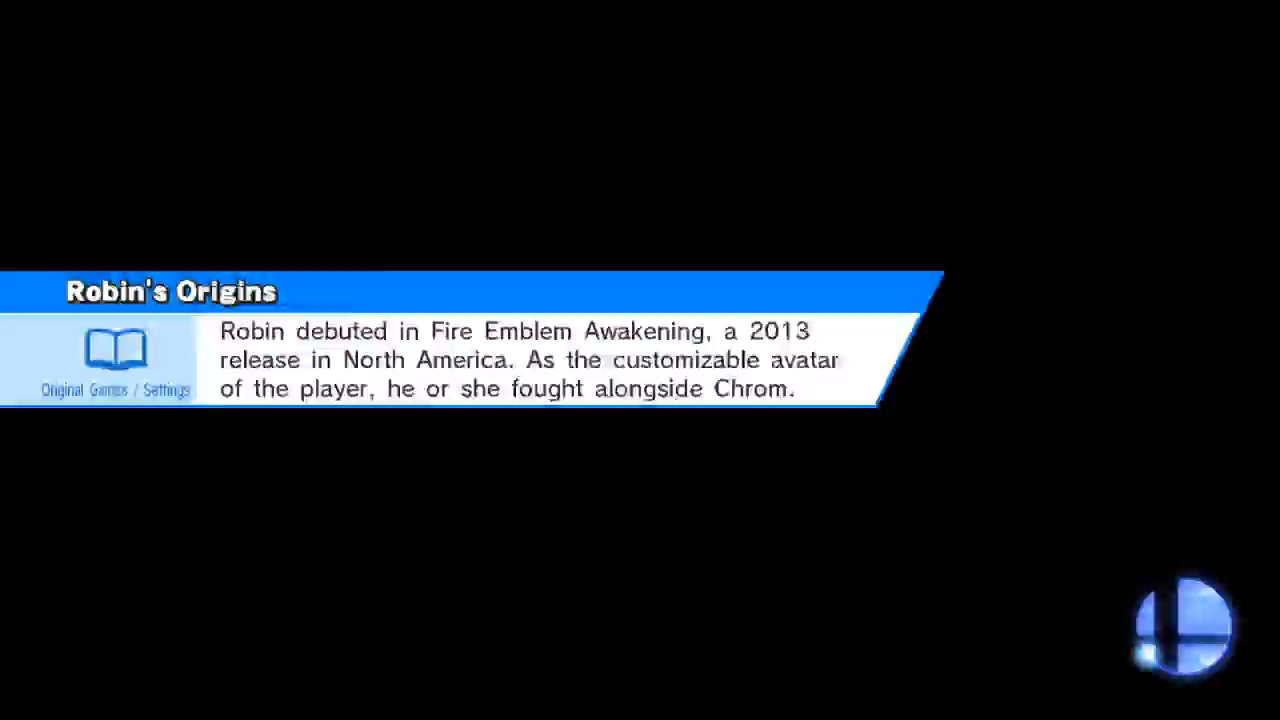 Robin's Origins
Original Games / Settings
Robin debuted in Fire Emblem Awakening, a 2013
release in North America. As the customizable avatar
of the player, he or she fought alongside Chrom.